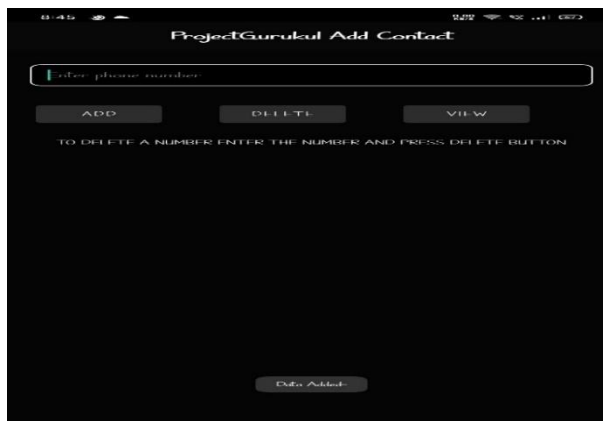 8:45
ProjectGurukul Add Contact
Enter phone number
ADD DELETE VIEW
TO DELETE A NUMBER ENTER THE NUMBER AND PRESS DELETE BUTTON
Data Added